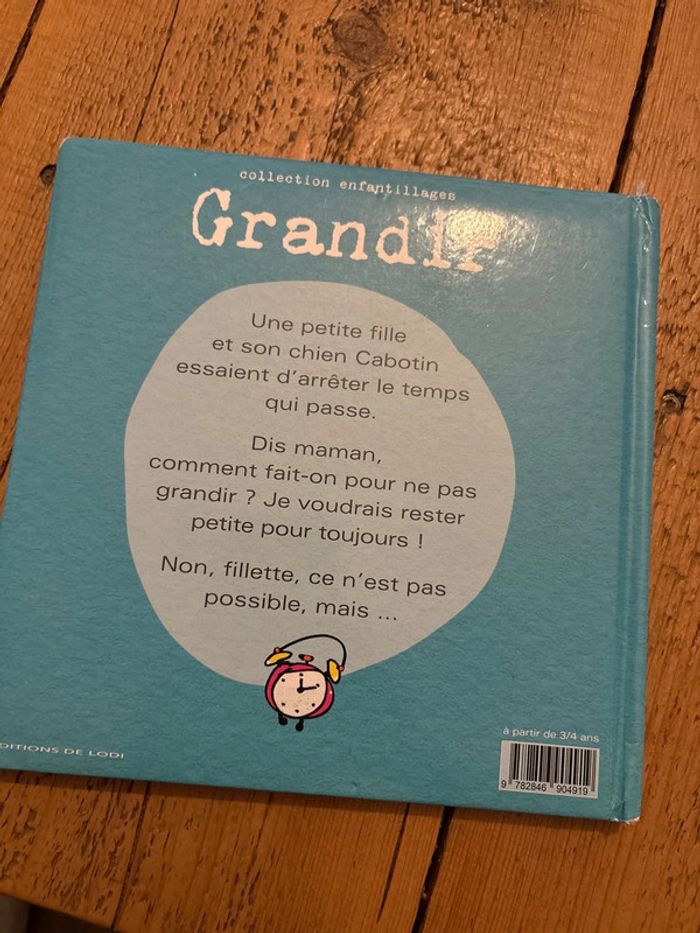 collection enfantillages
Grandir
Une petite fille
et son chien Cabotin
essaient d'arrêter le temps
qui passe.
Dis maman,
comment fait-on pour ne pas
grandir ? Je voudrais rester
petite pour toujours !
Non, fillette, ce n'est pas
possible, mais ...
à partir de 3/4 ans
DITIONS DE LODI
9 782846 904919